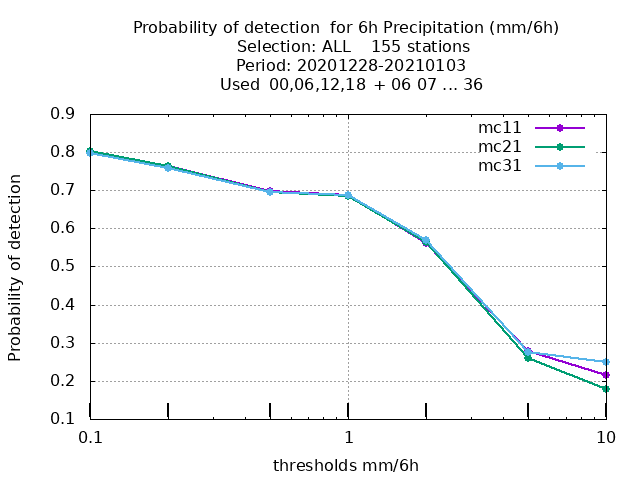 Probability of detection  for 6h Precipitation (mm/6h)
Selection: ALL    155 stations
Period: 20201228-20210103
Used  00,06,12,18  + 06 07 ... 36
0.9
0.8
0.7
0.6
0.5
0.4
0.3
0.2
0.1
Probability of detection
mc11
mc21
mc31
0.1
1
10
thresholds mm/6h